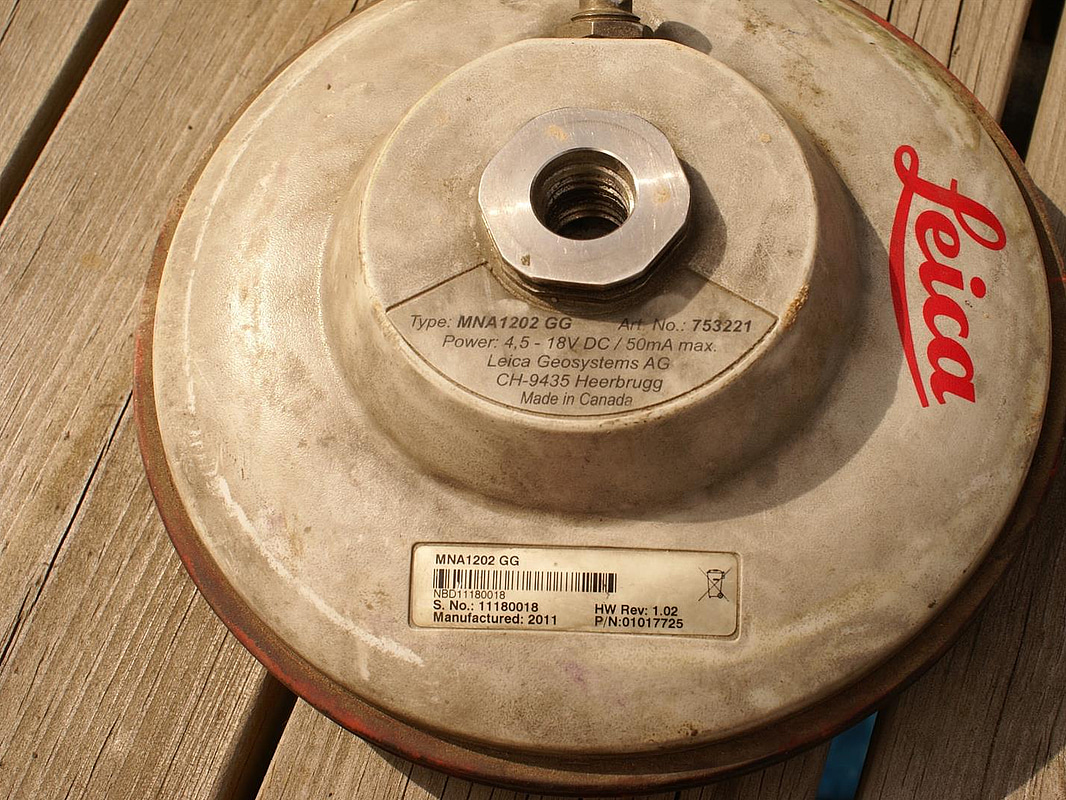 Leica
Type: MNA1202 GG Art. No.: 753221
Power: 4,5 - 18V DC / 50mA max.
Leica Geosystems AG
CH-9435 Heerbrugg
Made in Canada
MNA1202 GG
NBD11180018
S. No.: 11180018 HW Rev: 1.02
Manufactured: 2011 P/N:01017725